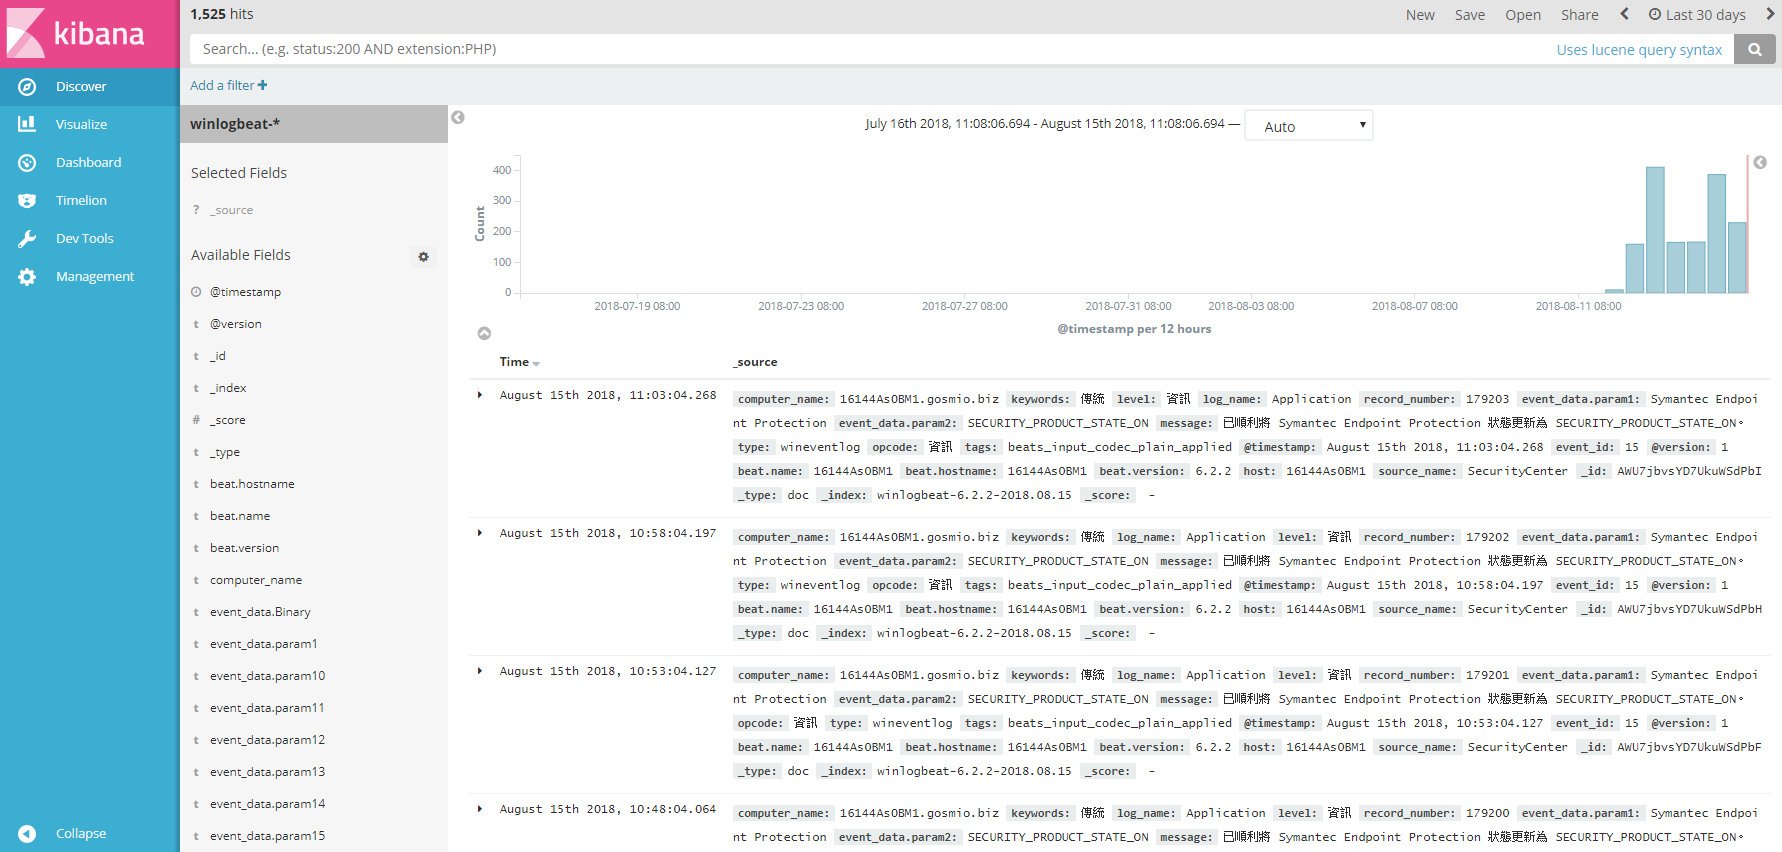 kibana
Discover
Visualize
Dashboard
Timelion
Dev Tools
Management
Collapse
1,525 hits
New Save Open Share Last 30 days
Search... (e.g. status:200 AND extension:PHP) Uses lucene query syntax
Add a filter +
winlogbeat-*
Selected Fields
? _source
Available Fields
@timestamp
t @version
t _id
t _index
# _score
t _type
t beat.hostname
t beat.name
t beat.version
t computer_name
t event_data.Binary
t event_data.param1
t event_data.param10
t event_data.param11
t event_data.param12
t event_data.param13
t event_data.param14
t event_data.param15
July 16th 2018, 11:08:06.694 - August 15th 2018, 11:08:06.694 — Auto
Count
400
300
200
100
0
2018-07-19 08:00 2018-07-23 08:00 2018-07-27 08:00 2018-07-31 08:00 2018-08-03 08:00 2018-08-07 08:00 2018-08-11 08:00
@timestamp per 12 hours
Time _source
August 15th 2018, 11:03:04.268 computer_name: 16144AsOBM1.gosmio.biz keywords: 傳統 level: 資訊 log_name: Application record_number: 179203 event_data.param1: Symantec Endpoi
nt Protection event_data.param2: SECURITY_PRODUCT_STATE_ON message: 已順利將 Symantec Endpoint Protection 狀態更新為 SECURITY_PRODUCT_STATE_ON。
type: wineventlog opcode: 資訊 tags: beats_input_codec_plain_applied @timestamp: August 15th 2018, 11:03:04.268 event_id: 15 @version: 1
beat.name: 16144AsOBM1 beat.hostname: 16144AsOBM1 beat.version: 6.2.2 host: 16144AsOBM1 source_name: SecurityCenter _id: AWU7jbvsYD7UkuWSdPbI
_type: doc _index: winlogbeat-6.2.2-2018.08.15 _score: -
August 15th 2018, 10:58:04.197 computer_name: 16144AsOBM1.gosmio.biz keywords: 傳統 log_name: Application level: 資訊 record_number: 179202 event_data.param1: Symantec Endpoi
nt Protection event_data.param2: SECURITY_PRODUCT_STATE_ON message: 已順利將 Symantec Endpoint Protection 狀態更新為 SECURITY_PRODUCT_STATE_ON。
type: wineventlog opcode: 資訊 tags: beats_input_codec_plain_applied @timestamp: August 15th 2018, 10:58:04.197 event_id: 15 @version: 1
beat.name: 16144AsOBM1 beat.hostname: 16144AsOBM1 beat.version: 6.2.2 host: 16144AsOBM1 source_name: SecurityCenter _id: AWU7jbvsYD7UkuWSdPbH
_type: doc _index: winlogbeat-6.2.2-2018.08.15 _score: -
August 15th 2018, 10:53:04.127 computer_name: 16144AsOBM1.gosmio.biz keywords: 傳統 log_name: Application level: 資訊 record_number: 179201 event_data.param1: Symantec Endpoi
nt Protection event_data.param2: SECURITY_PRODUCT_STATE_ON message: 已順利將 Symantec Endpoint Protection 狀態更新為 SECURITY_PRODUCT_STATE_ON。
opcode: 資訊 type: wineventlog tags: beats_input_codec_plain_applied @timestamp: August 15th 2018, 10:53:04.127 event_id: 15 @version: 1
beat.name: 16144AsOBM1 beat.hostname: 16144AsOBM1 beat.version: 6.2.2 host: 16144AsOBM1 source_name: SecurityCenter _id: AWU7jbvsYD7UkuWSdPbF
_type: doc _index: winlogbeat-6.2.2-2018.08.15 _score: -
August 15th 2018, 10:48:04.064 computer_name: 16144AsOBM1.gosmio.biz keywords: 傳統 log_name: Application level: 資訊 record_number: 179200 event_data.param1: Symantec Endpoi
nt Protection event_data.param2: SECURITY_PRODUCT_STATE_ON message: 已順利將 Symantec Endpoint Protection 狀態更新為 SECURITY_PRODUCT_STATE_ON。